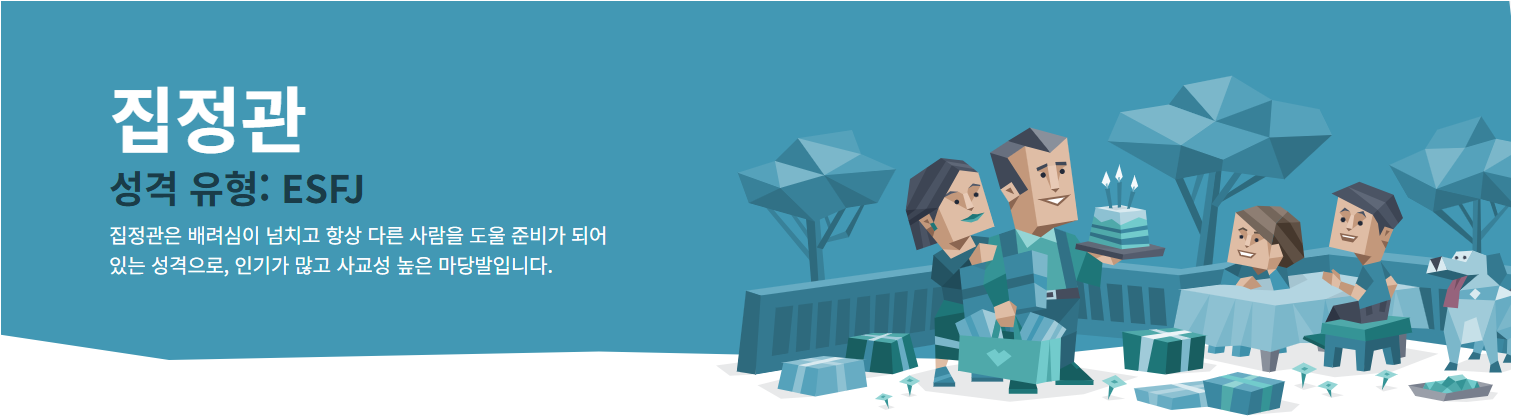 집정관
성격 유형: ESFJ
집정관은 배려심이 넘치고 항상 다른 사람을 도울 준비가 되어
있는 성격으로, 인기가 많고 사교성 높은 마당발입니다.